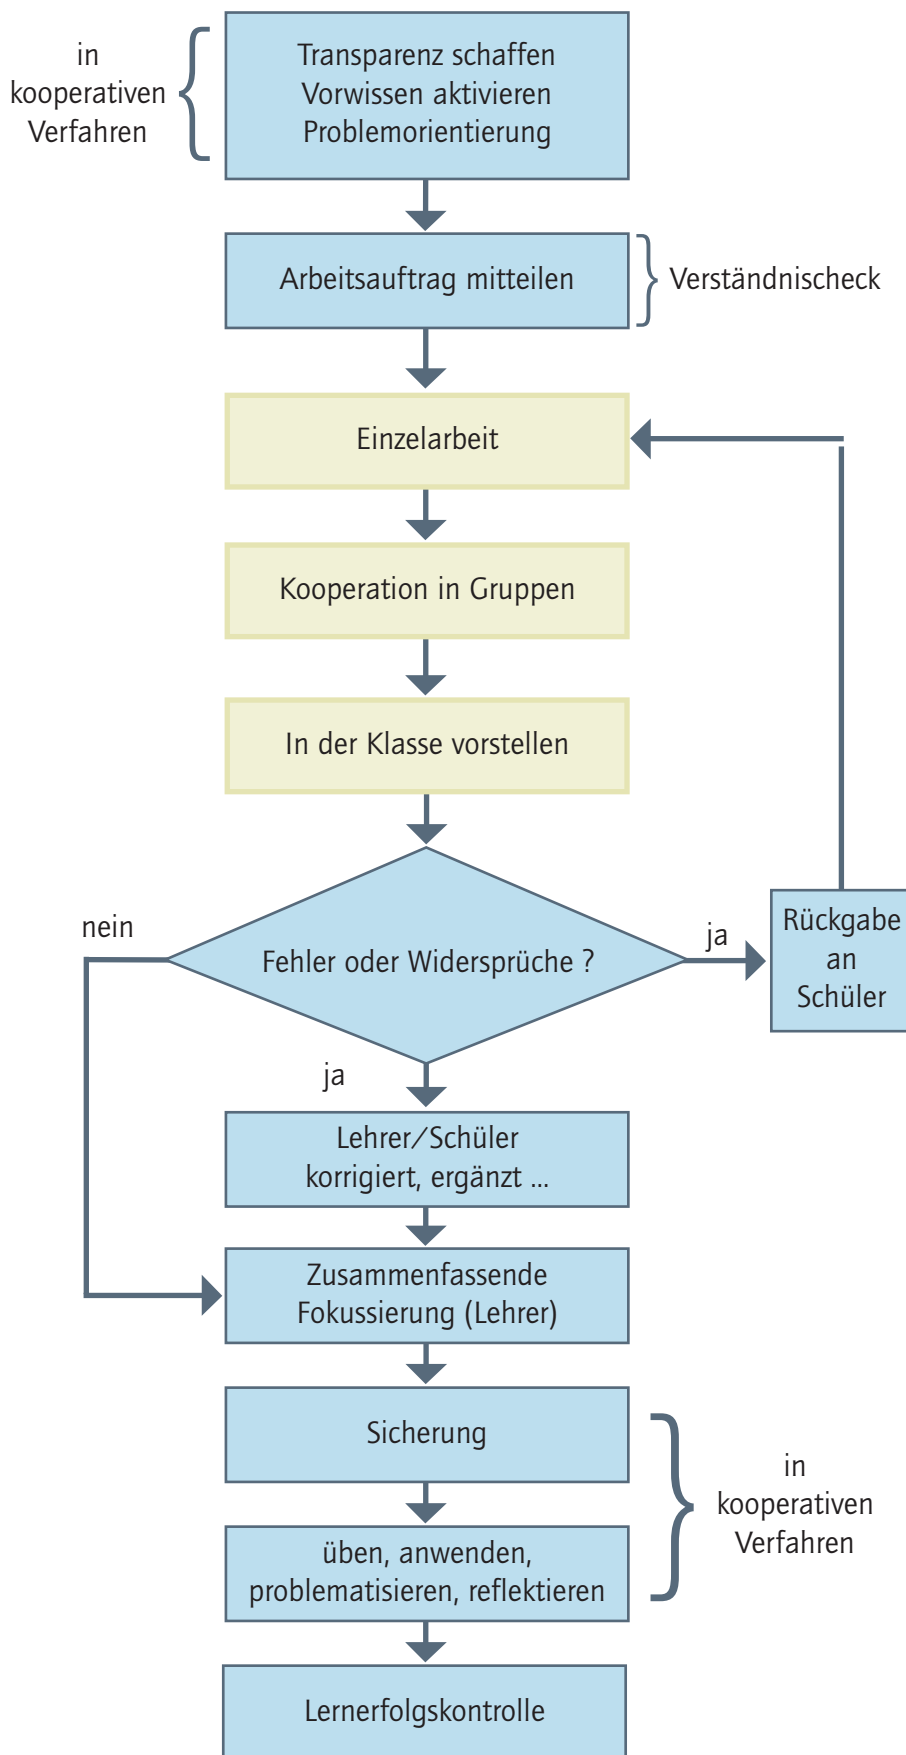 in
kooperativen
Verfahren
Transparenz schaffen
Vorwissen aktivieren
Problemorientierung
Arbeitsauftrag mitteilen
Verständnischeck
Einzelarbeit
Kooperation in Gruppen
In der Klasse vorstellen
Fehler oder Widersprüche ?
nein
ja
Rückgabe
an
Schüler
ja
Lehrer/Schüler
korrigiert, ergänzt ...
Zusammenfassende
Fokussierung (Lehrer)
Sicherung
üben, anwenden,
problematisieren, reflektieren
in
kooperativen
Verfahren
Lernerfolgskontrolle